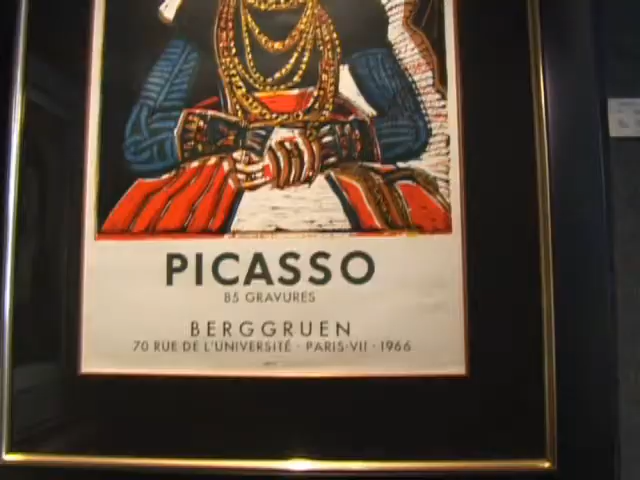 PICASSO
85 GRAVURES
BERGGRUEN
70 RUE DE L'UNIVERSITÉ · PARIS·VII · 1966